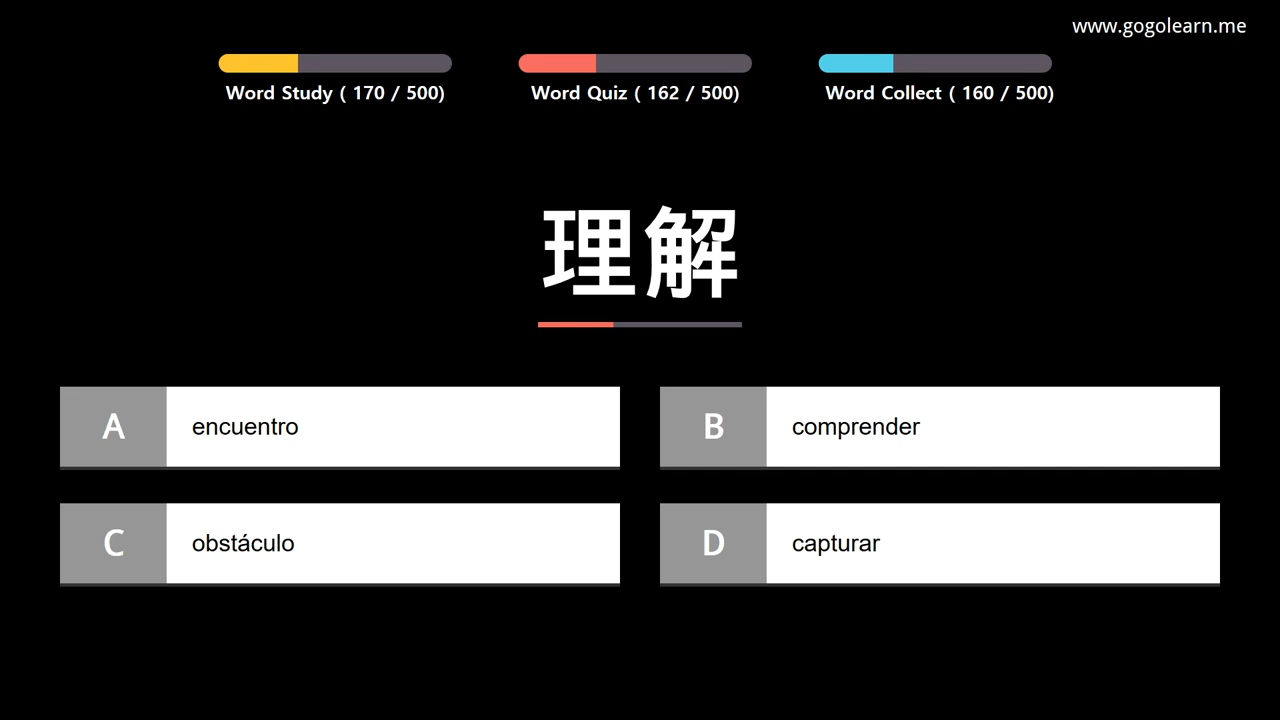 www.gogolearn.me
Word Study ( 170 / 500)
Word Quiz ( 162 / 500)
Word Collect ( 160 / 500)
理解
A encuentro
B comprender
C obstáculo
D capturar